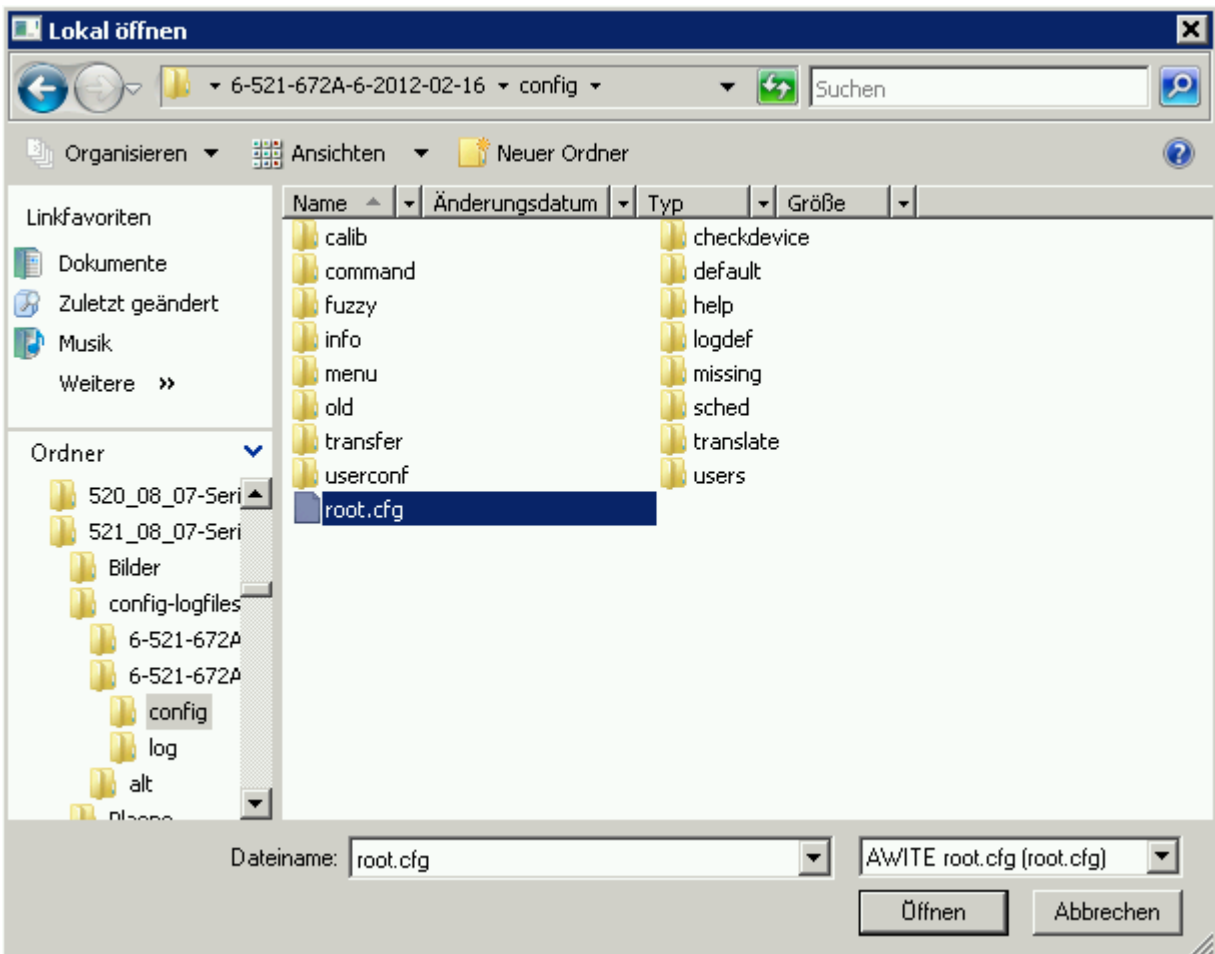 Lokal öffnen
6-521-672A-6-2012-02-16 config
Suchen
Organisieren Ansichten Neuer Ordner
Linkfavoriten
Dokumente
Zuletzt geändert
Musik
Weitere »
Ordner
520_08_07-Seri
521_08_07-Seri
Bilder
config-logfiles
6-521-672A
6-521-672A
config
log
alt
Name Änderungsdatum Typ Größe
calib checkdevice
command default
fuzzy help
info logdef
menu missing
old sched
transfer translate
userconf users
root.cfg
Dateiname: root.cfg AWITE root.cfg (root.cfg)
Öffnen Abbrechen